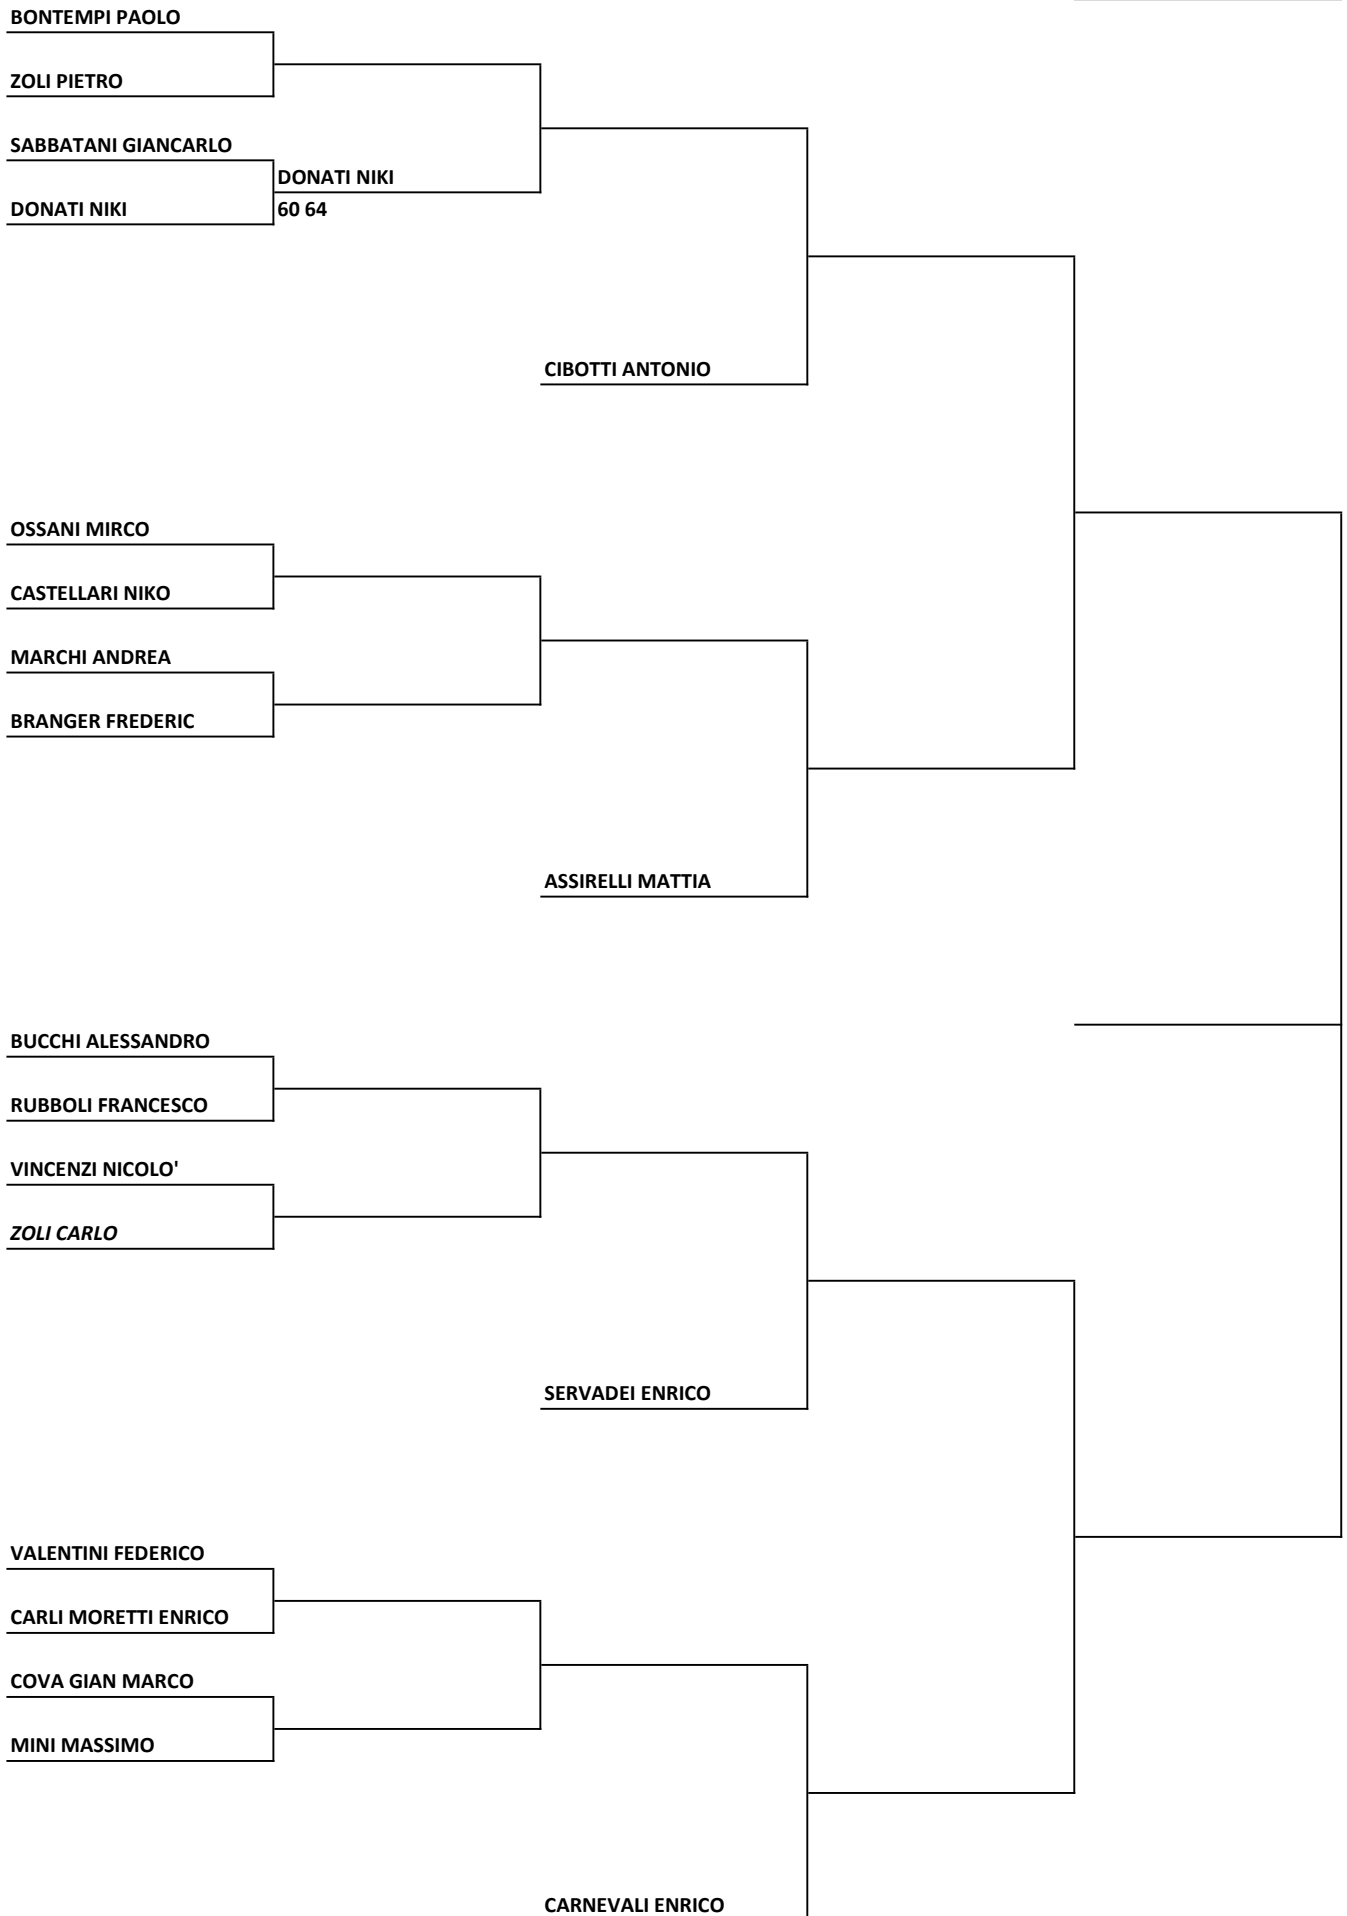 BONTEMPI PAOLO
ZOLI PIETRO
SABBATANI GIANCARLO
DONATI NIKI
DONATI NIKI
60 64
CIBOTTI ANTONIO
OSSANI MIRCO
CASTELLARI NIKO
MARCHI ANDREA
BRANGER FREDERIC
ASSIRELLI MATTIA
BUCCHI ALESSANDRO
RUBBOLI FRANCESCO
VINCENZI NICOLO'
ZOLI CARLO
SERVADEI ENRICO
VALENTINI FEDERICO
CARLI MORETTI ENRICO
COVA GIAN MARCO
MINI MASSIMO
CARNEVALI ENRICO